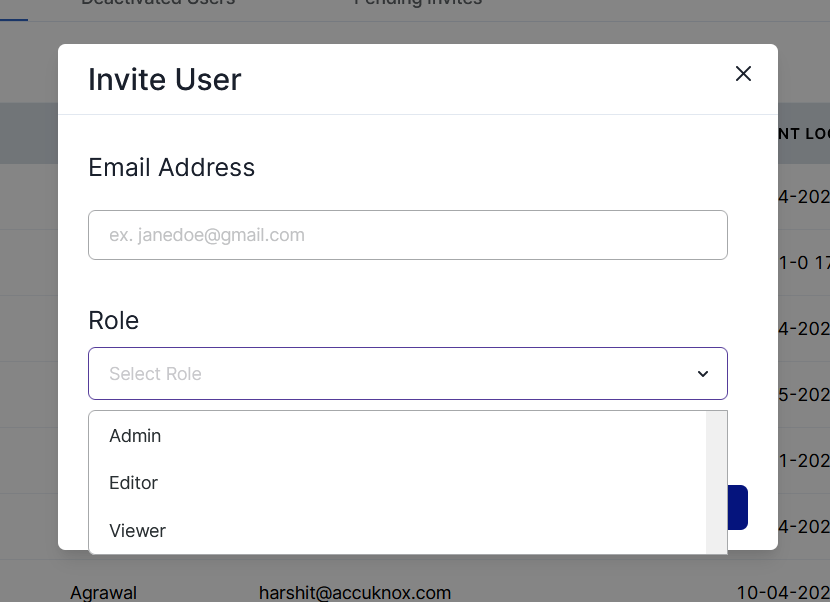 Deactivated Users Pending Invites
Invite User
NT LOG
Email Address
4-202
ex. janedoe@gmail.com
1-0 17
Role
4-202
Select Role
5-202
Admin
1-202
Editor
4-202
Viewer
Agrawal harshit@accuknox.com 10-04-202